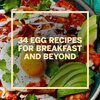 34 EGG RECIPES
FOR BREAKFAST
AND BEYOND